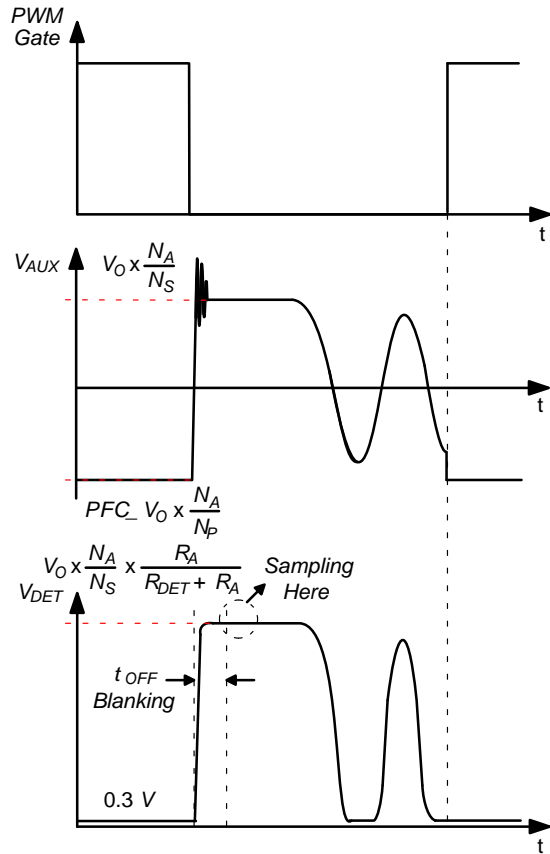 PWM
Gate
t
V_AUX
V_O x N_A / N_S
t
PFC_ V_O x N_A / N_P
V_O x N_A / N_S x R_A / R_DET + R_A
Sampling
Here
V_DET
t OFF
Blanking
0.3 V
t